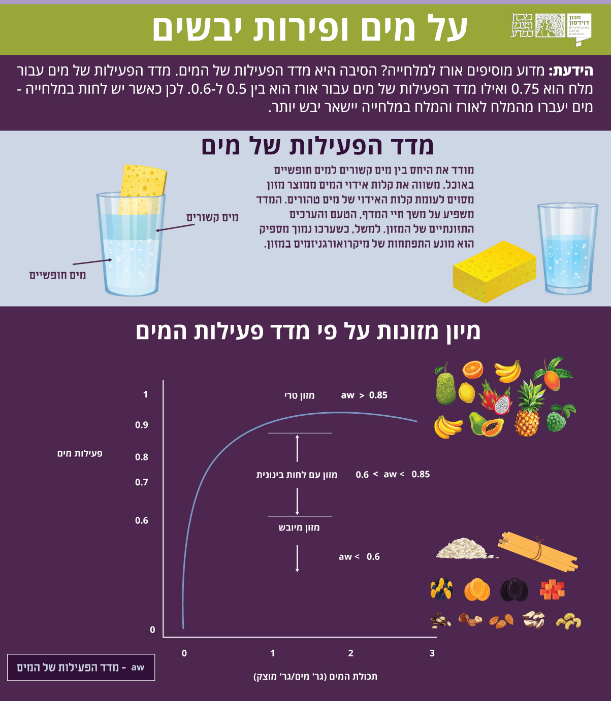 על מים ופירות יבשים
מכון
דוידסון
מכון
ויצמן
למדע
הידעת: מדוע מוסיפים אורז למלחייה? הסיבה היא מדד הפעילות של המים. מדד הפעילות של מים עבור
מלח הוא 0.75 ואילו מדד הפעילות של מים עבור אורז הוא בין 0.5 ל-0.6. לכן כאשר יש לחות במלחייה -
מים יעברו מהמלח לאורז והמלח במלחייה יישאר יבש יותר.
מדד הפעילות של מים
מודד את היחס בין מים קשורים למים חופשיים
באוכל. משווה את קלות אידוי המים ממוצר מזון
מסוים לעומת קלות האידוי של מים טהורים. המדד
משפיע על משך חיי המדף, הטעם והערכים
התזונתיים של המזון. למשל, כשערכו נמוך מספיק
הוא מונע התפתחות של מיקרואורגניזמים במזון.
מים קשורים
מים חופשיים
מיון מזונות על פי מדד פעילות המים
מזון טרי aw > 0.85
מזון עם לחות בינונית 0.6 < aw < 0.85
מזון מיובש
aw < 0.6
פעילות מים
1
0.9
0.8
0.7
0.6
0
0 1 2 3
תכולת המים (גר' מים/גר' מוצק)
aw - מדד הפעילות של המים